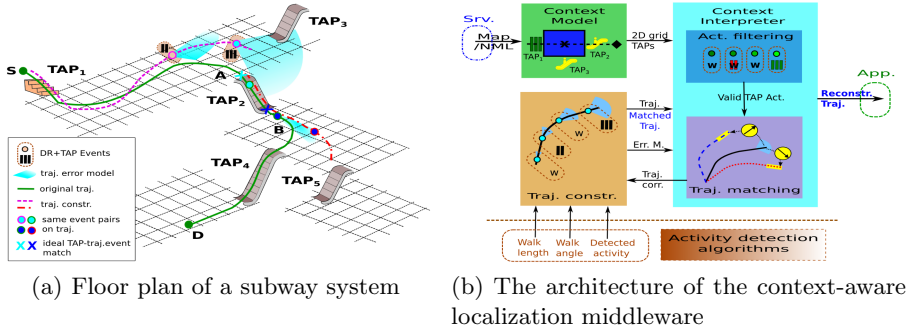 TAP3
II
III
S
TAP1
A
TAP2
B
TAP4
TAP5
D
DR+TAP Events
traj. error model
original traj.
traj. constr.
same event pairs
on traj.
ideal TAP-traj.event
match
(a) Floor plan of a subway system
Srv.
Map
/NML
Context
Model
TAP1
TAP2
TAP3
2D grid
TAPs
Context
Interpreter
Act. filtering
w
w
w
Valid TAP Act.
Traj. matching
App.
Reconstr.
Traj.
III
w
II
w
Traj. constr.
Traj.
Matched
Traj.
Err. M.
Traj.
corr.
Walk
length
Walk
angle
Detected
activity
Activity detection
algorithms
(b) The architecture of the context-aware
localization middleware